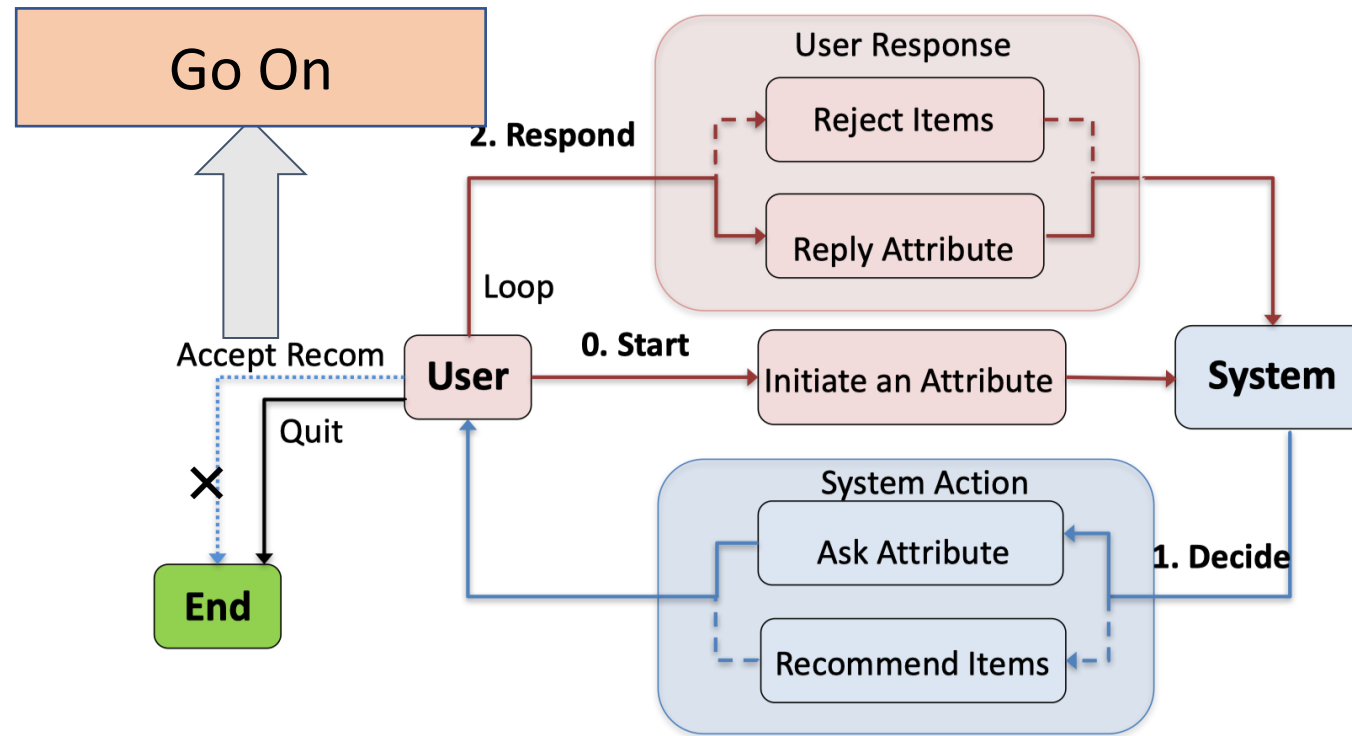 Go On
User Response
2. Respond
Reject Items
Reply Attribute
Loop
Accept Recom
User
0. Start
Initiate an Attribute
System
Quit
System Action
Ask Attribute
1. Decide
End
Recommend Items